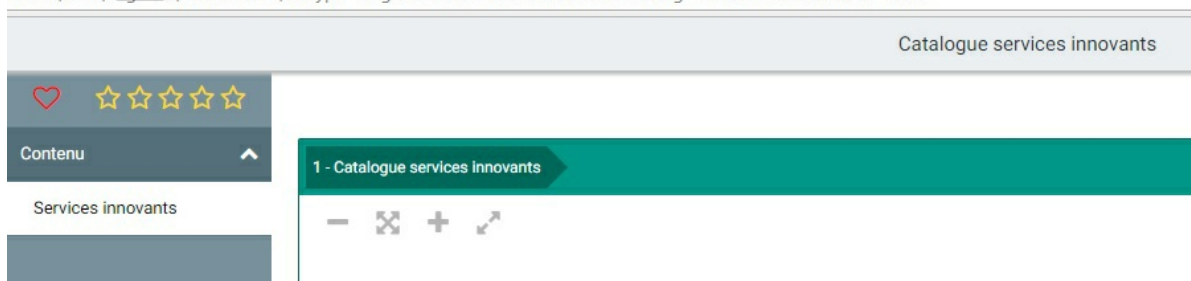 Catalogue services innovants
Contenu
1 - Catalogue services innovants
Services innovants